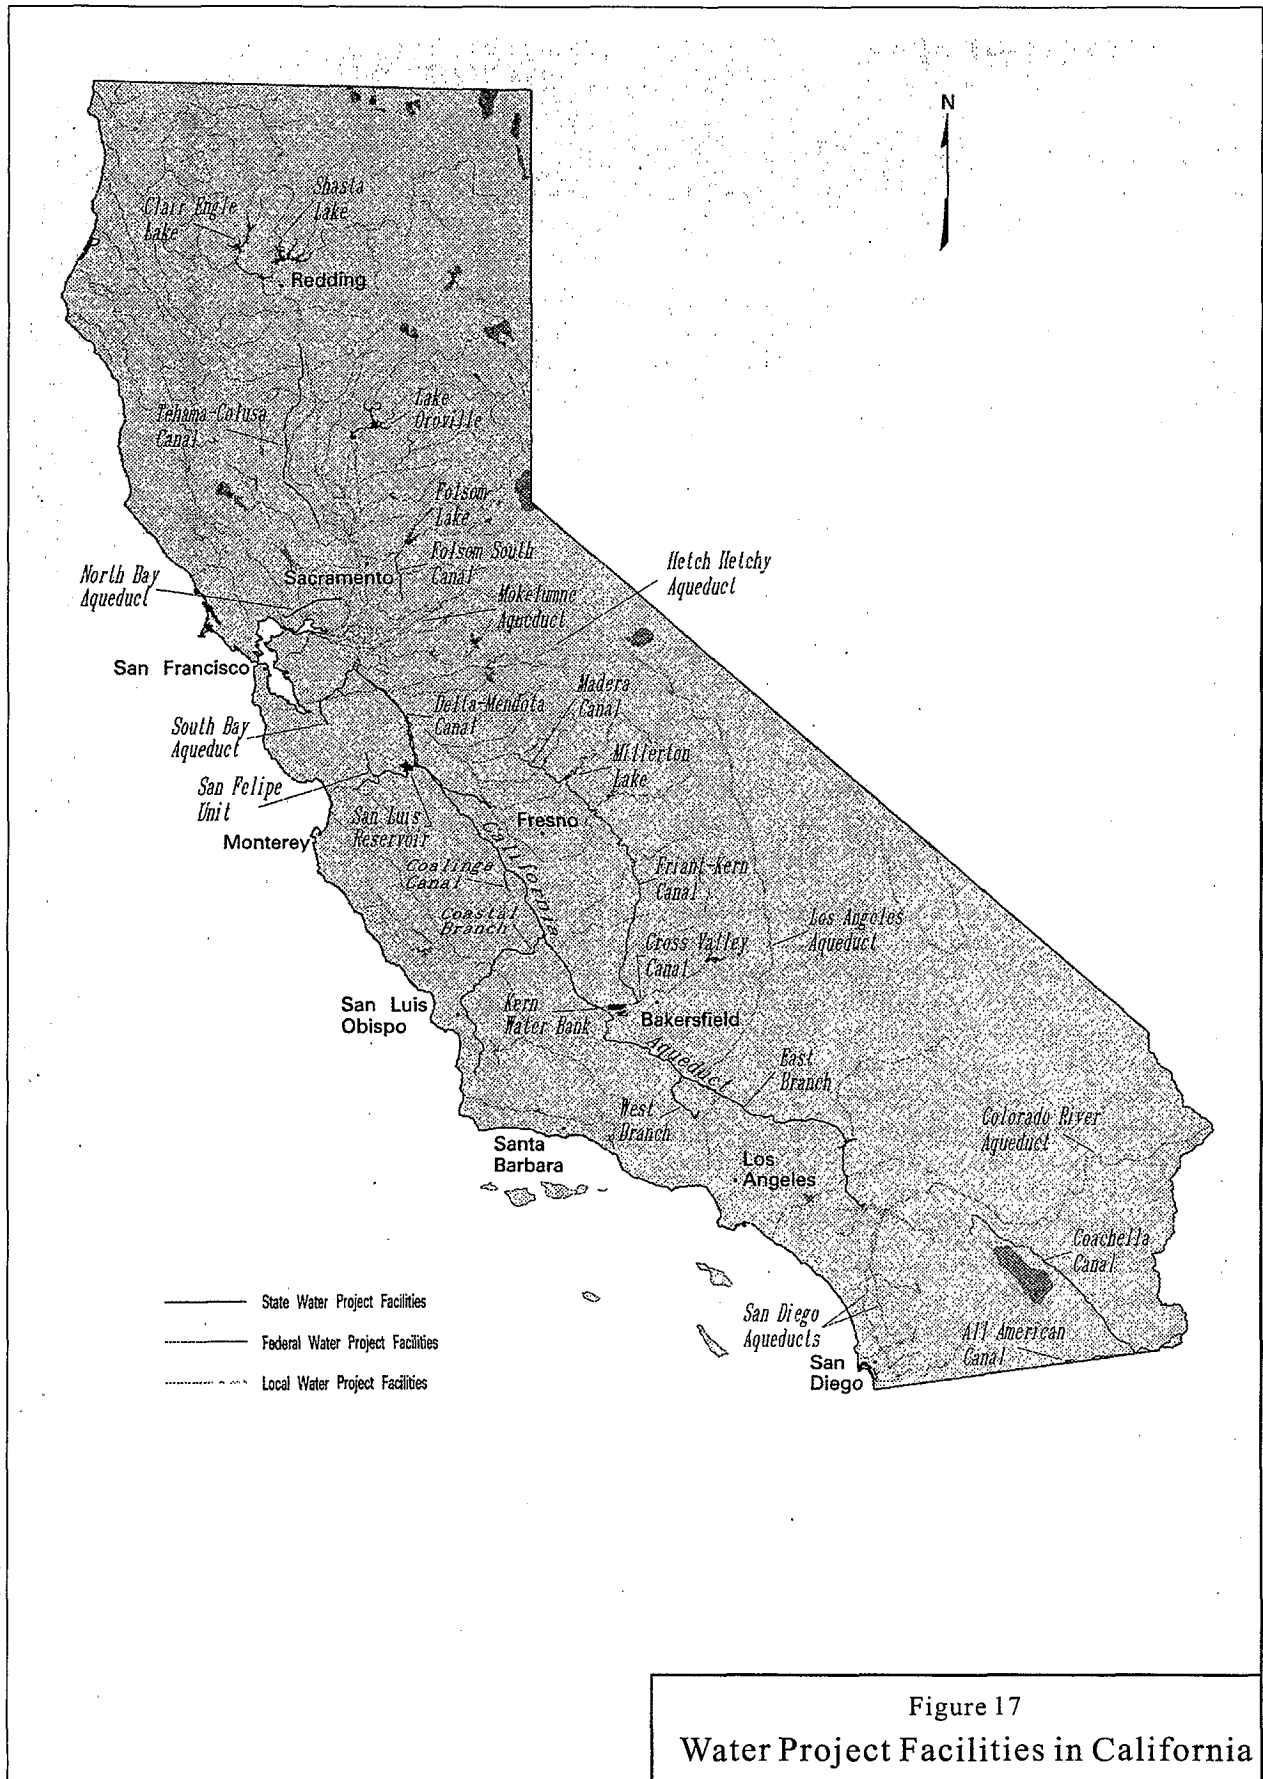 N
Shasta
Lake
Clair Engle
Lake
Redding
Tehama-Colusa
Canal
Lake
Oroville
Folsom
Lake
Folsom South
Canal
Sacramento
North Bay
Aqueduct
Mokelumne
Aqueduct
Hetch Hetchy
Aqueduct
San Francisco
Delta-Mendota
Canal
Madera
Canal
South Bay
Aqueduct
Millerton
Lake
San Felipe
Unit
San Luis
Reservoir
Fresno
Monterey
California
Coalinga
Canal
Friant-Kern
Canal
Coastal
Branch
Los Angeles
Aqueduct
Cross Valley
Canal
San Luis
Obispo
Kern
Water Bank
Bakersfield
Aqueduct
East
Branch
West
Branch
Colorado River
Aqueduct
Santa
Barbara
Los
Angeles
Coachella
Canal
San Diego
Aqueducts
All American
Canal
San
Diego
State Water Project Facilities
Federal Water Project Facilities
Local Water Project Facilities
Figure 17
Water Project Facilities in California